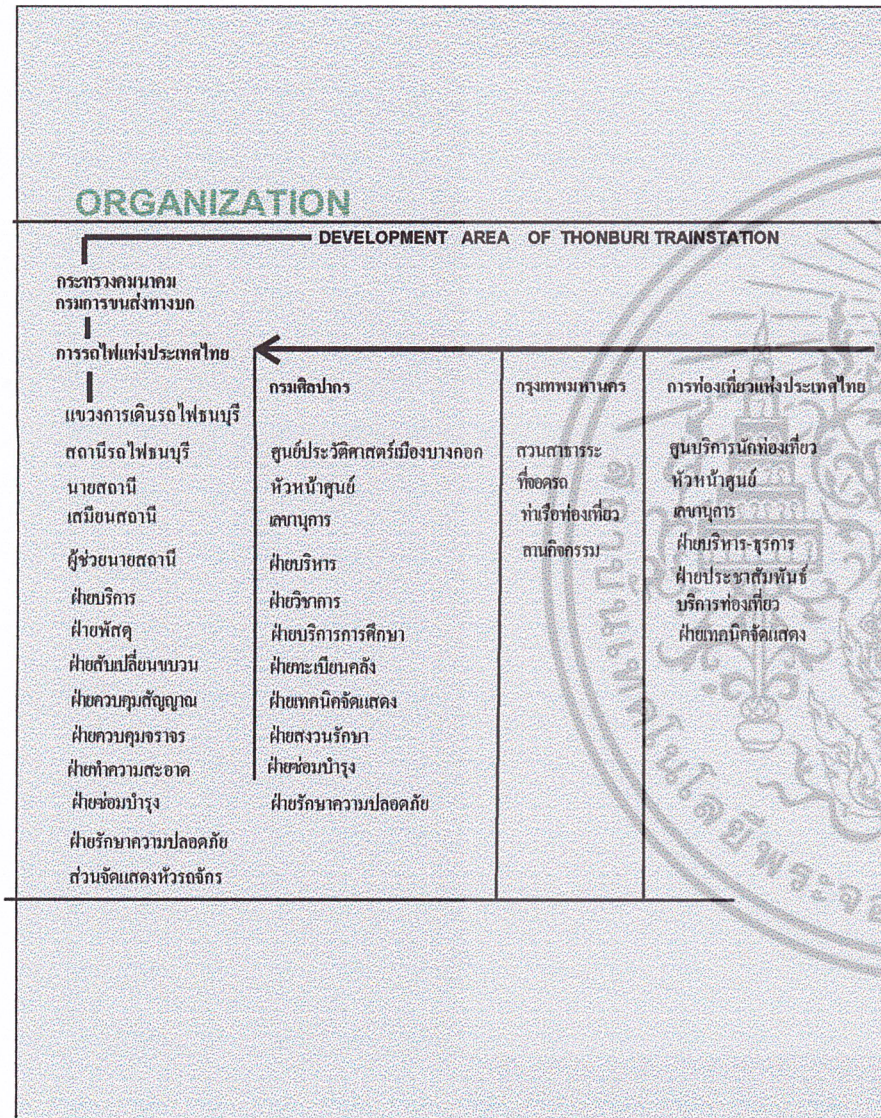 ORGANIZATION
DEVELOPMENT AREA OF THONBURI TRAINSTATION
กระทรวงคมนาคม
กรมการขนส่งทางบก
การรถไฟแห่งประเทศไทย
แขวงการเดินรถไฟธนบุรี
สถานีรถไฟธนบุรี
นายสถานี
เสมียนสถานี
ผู้ช่วยนายสถานี
ฝ่ายบริการ
ฝ่ายพัสดุ
ฝ่ายสับเปลี่ยนขบวน
ฝ่ายควบคุมสัญญาณ
ฝ่ายควบคุมจราจร
ฝ่ายทำความสะอาด
ฝ่ายซ่อมบำรุง
ฝ่ายรักษาความปลอดภัย
ส่วนจัดแสดงหัวรถจักร
กรมศิลปากร
ศูนย์ประวัติศาสตร์เมืองบางกอก
หัวหน้าศูนย์
เลขานุการ
ฝ่ายบริหาร
ฝ่ายวิชาการ
ฝ่ายบริการการศึกษา
ฝ่ายทะเบียนคลัง
ฝ่ายเทคนิคจัดแสดง
ฝ่ายสงวนรักษา
ฝ่ายซ่อมบำรุง
ฝ่ายรักษาความปลอดภัย
กรุงเทพมหานคร
สวนสาธารระ
ที่จอดรถ
ท่าเรือท่องเที่ยว
ลานกิจกรรม
การท่องเที่ยวแห่งประเทศไทย
ศูนบริการนักท่องเที่ยว
หัวหน้าศูนย์
เลขานุการ
ฝ่ายบริหาร-ธุรการ
ฝ่ายประชาสัมพันธ์
บริการท่องเที่ยว
ฝ่ายเทคนิคจัดแสดง